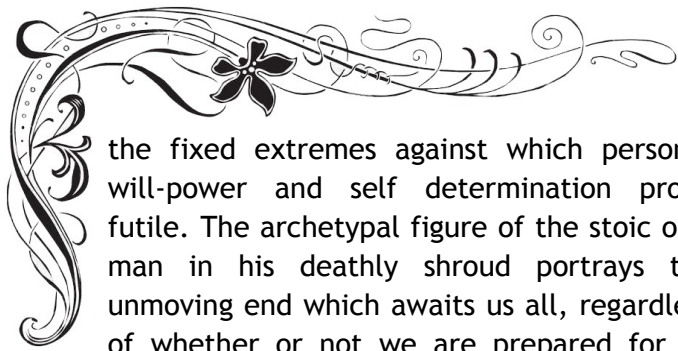 the fixed extremes against which person
will-power and self determination pro
futile. The archetypal figure of the stoic o
man in his deathly shroud portrays t
unmoving end which awaits us all, regardle
of whether or not we are prepared for